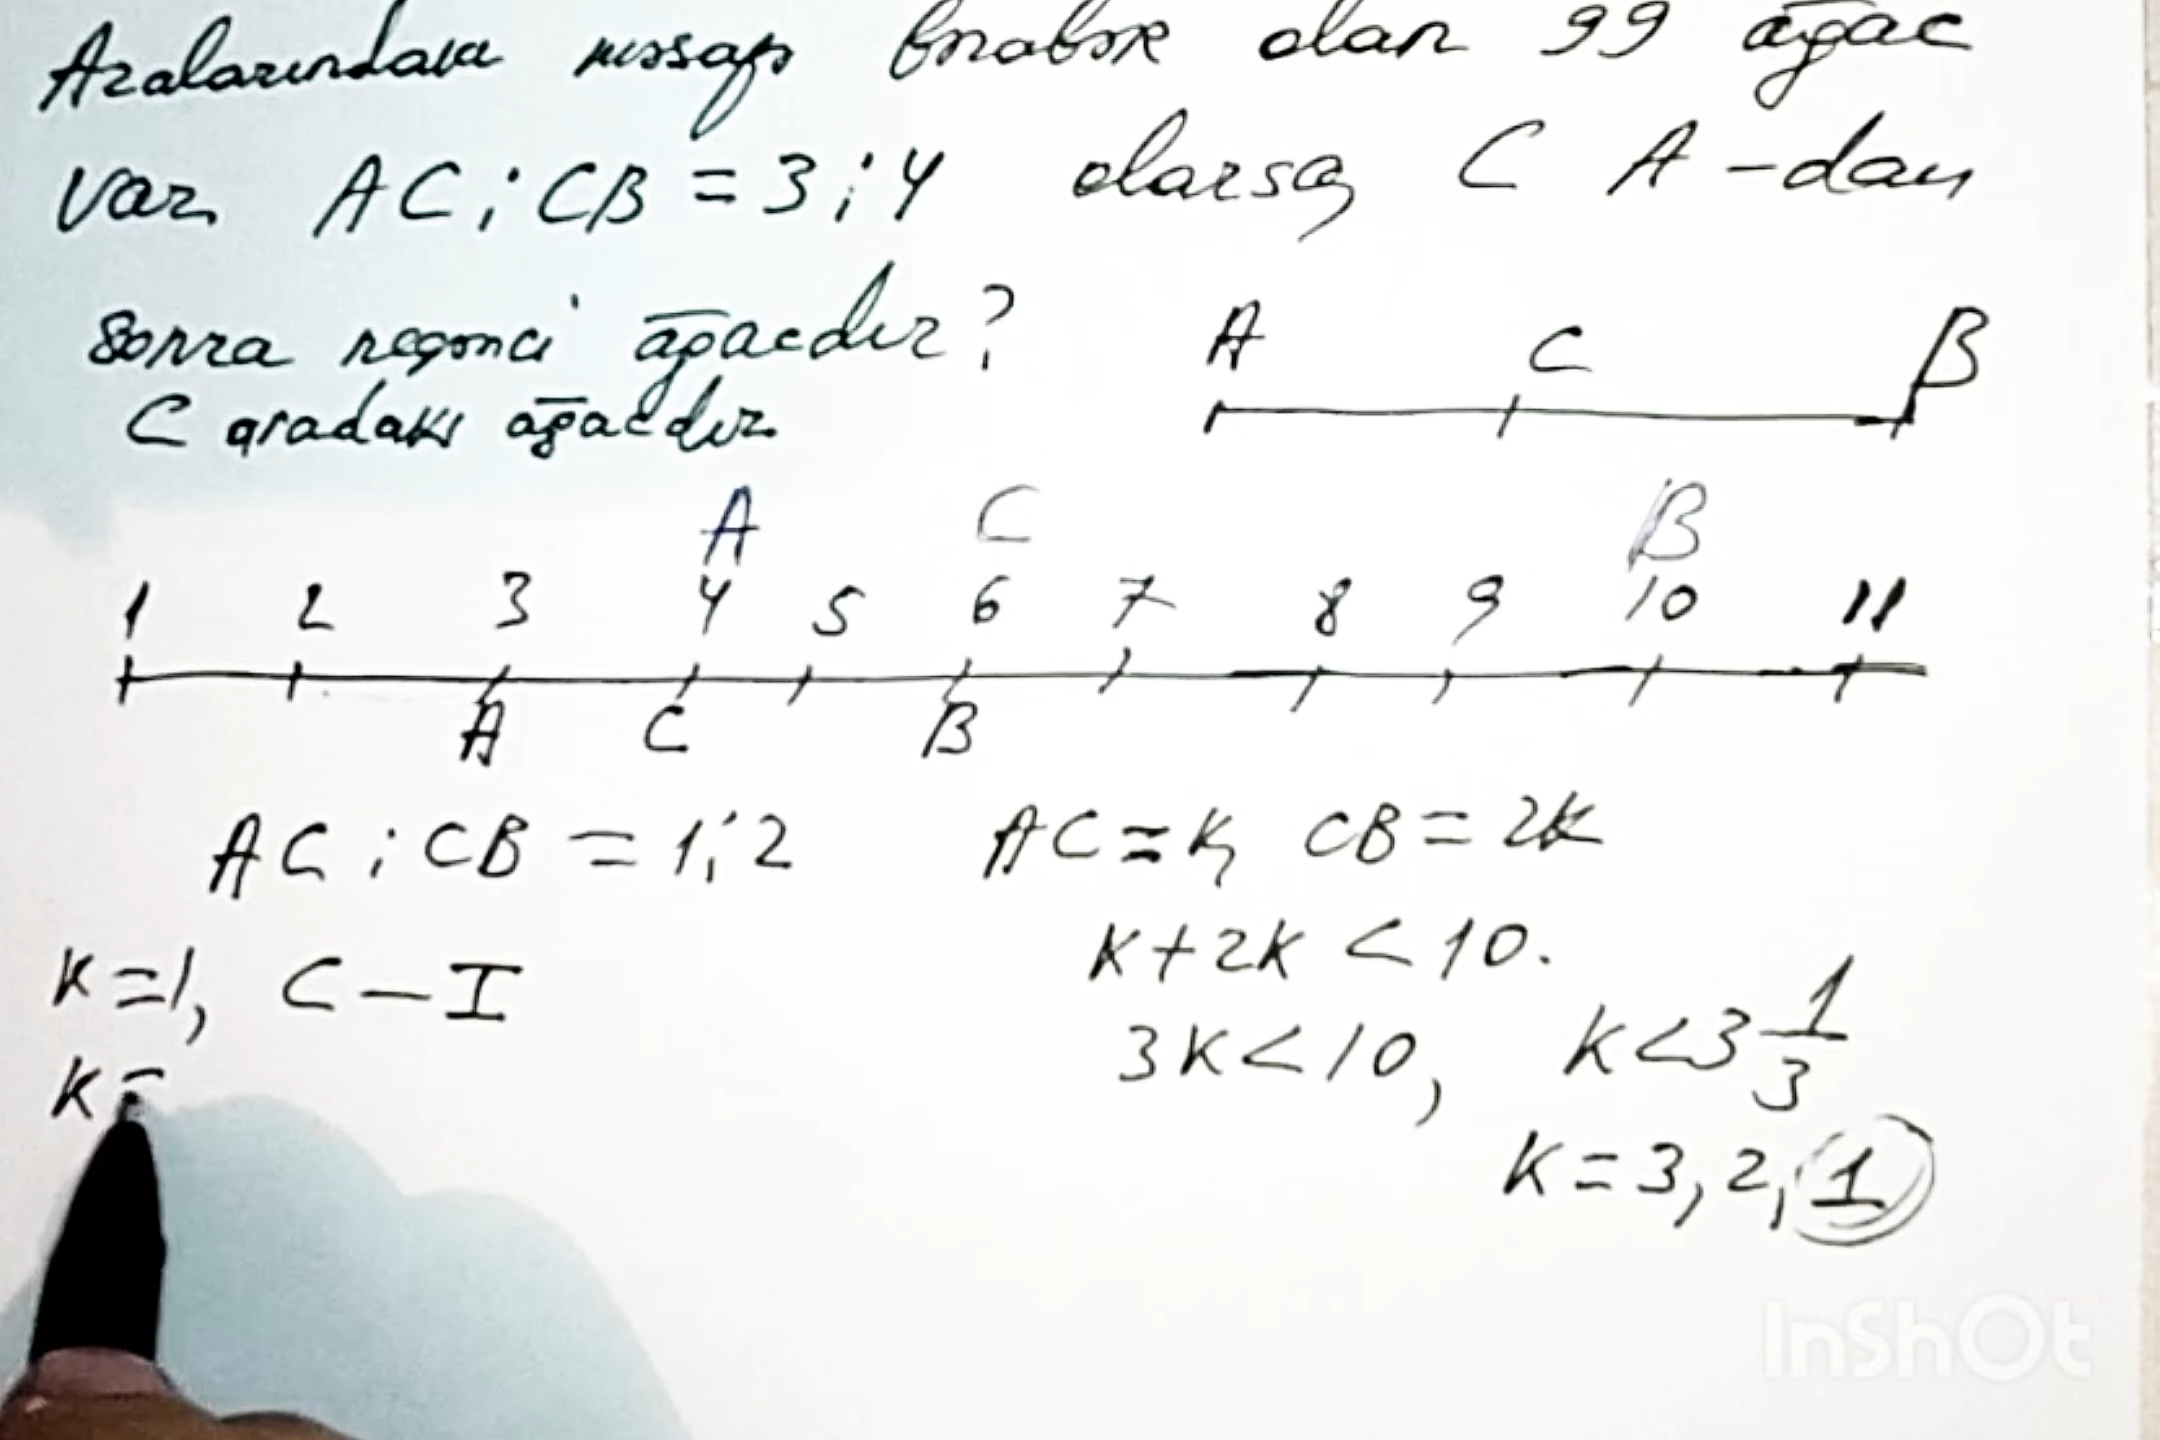 Aralarındakı məsafə bərabər olan 99 ağac
var AC:CB=3:4 olarsa, C A-dan
sonra neçənci ağacdır?
C aradakı ağacdır
A C B
A C B
1 2 3 4 5 6 7 8 9 10 11
A C B
AC:CB=1:2
AC=k, CB=2k
k+2k<10.
k=1, C-I
3k<10, k<3 1/3
k=
k=3,2,1
InShOt